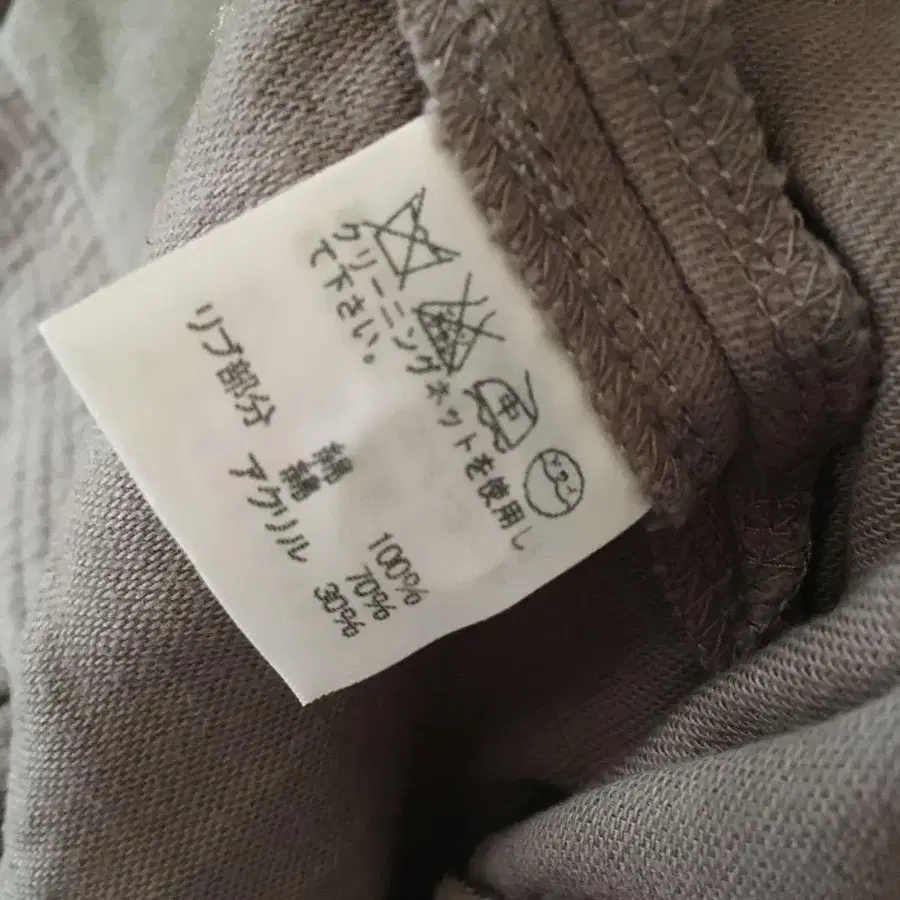 クリーニングネットを使用し
て下さい。
綿 100%
リブ部分 綿 70%
アクリル 30%